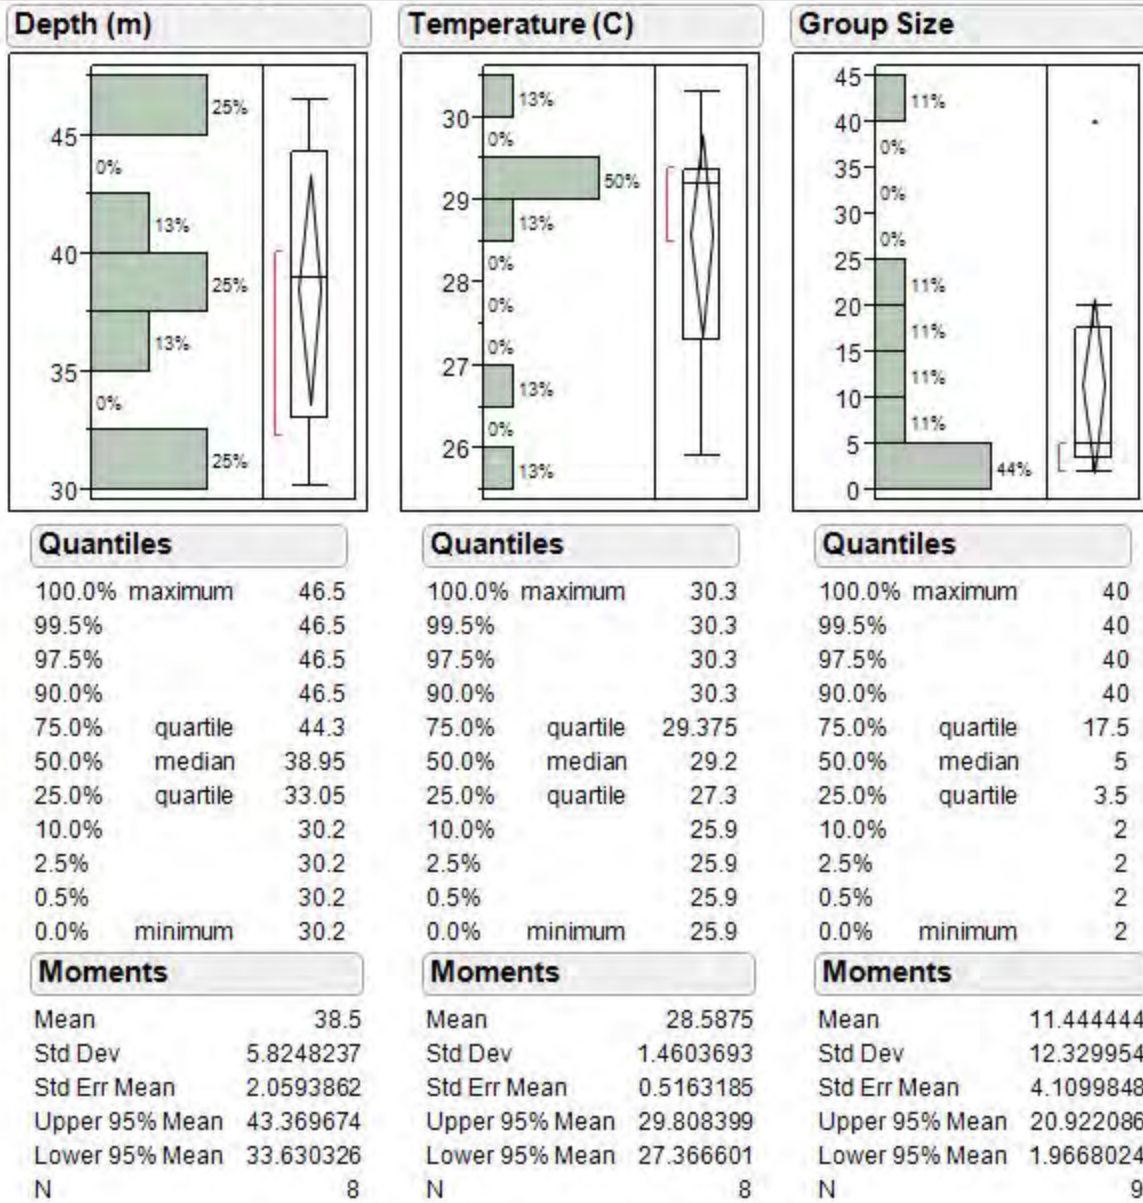 Depth (m)
25%
45
0%
13%
40
25%
13%
35
0%
25%
30
Quantiles
100.0% maximum 46.5
99.5% 46.5
97.5% 46.5
90.0% 46.5
75.0% quartile 44.3
50.0% median 38.95
25.0% quartile 33.05
10.0% 30.2
2.5% 30.2
0.5% 30.2
0.0% minimum 30.2
Moments
Mean 38.5
Std Dev 5.8248237
Std Err Mean 2.0593862
Upper 95% Mean 43.369674
Lower 95% Mean 33.630326
N 8
Temperature (C)
13%
30
0%
50%
29
13%
0%
28
0%
0%
27
13%
0%
26
13%
Quantiles
100.0% maximum 30.3
99.5% 30.3
97.5% 30.3
90.0% 30.3
75.0% quartile 29.375
50.0% median 29.2
25.0% quartile 27.3
10.0% 25.9
2.5% 25.9
0.5% 25.9
0.0% minimum 25.9
Moments
Mean 28.5875
Std Dev 1.4603693
Std Err Mean 0.5163185
Upper 95% Mean 29.808399
Lower 95% Mean 27.366601
N 8
Group Size
45
11%
40
0%
35
0%
30
0%
25
11%
20
11%
15
11%
10
11%
5
44%
0
Quantiles
100.0% maximum 40
99.5% 40
97.5% 40
90.0% 40
75.0% quartile 17.5
50.0% median 5
25.0% quartile 3.5
10.0% 2
2.5% 2
0.5% 2
0.0% minimum 2
Moments
Mean 11.444444
Std Dev 12.329954
Std Err Mean 4.1099848
Upper 95% Mean 20.922086
Lower 95% Mean 1.9668024
N 9